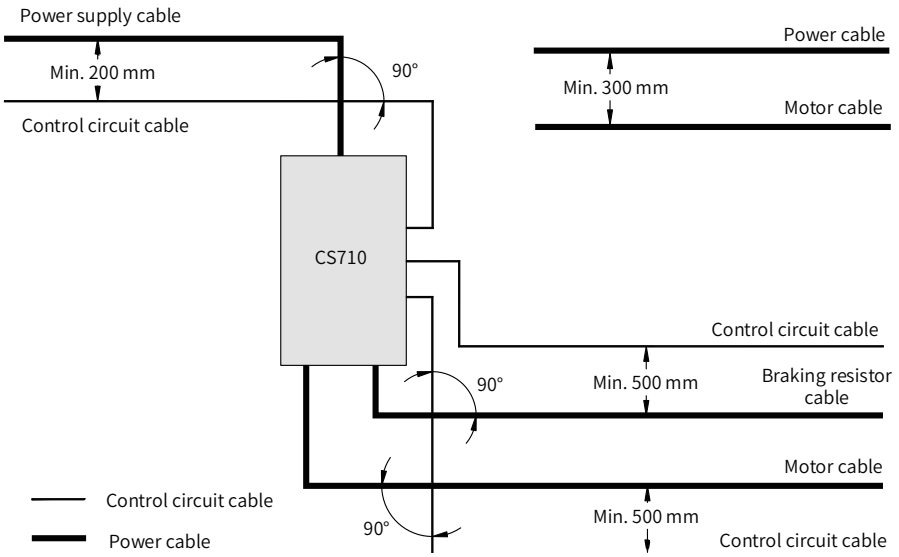 Power supply cable
Min. 200 mm
90°
Control circuit cable
Power cable
Min. 300 mm
Motor cable
CS710
Control circuit cable
Min. 500 mm
90°
Braking resistor
cable
Motor cable
Control circuit cable
90°
Min. 500 mm
Power cable
Control circuit cable